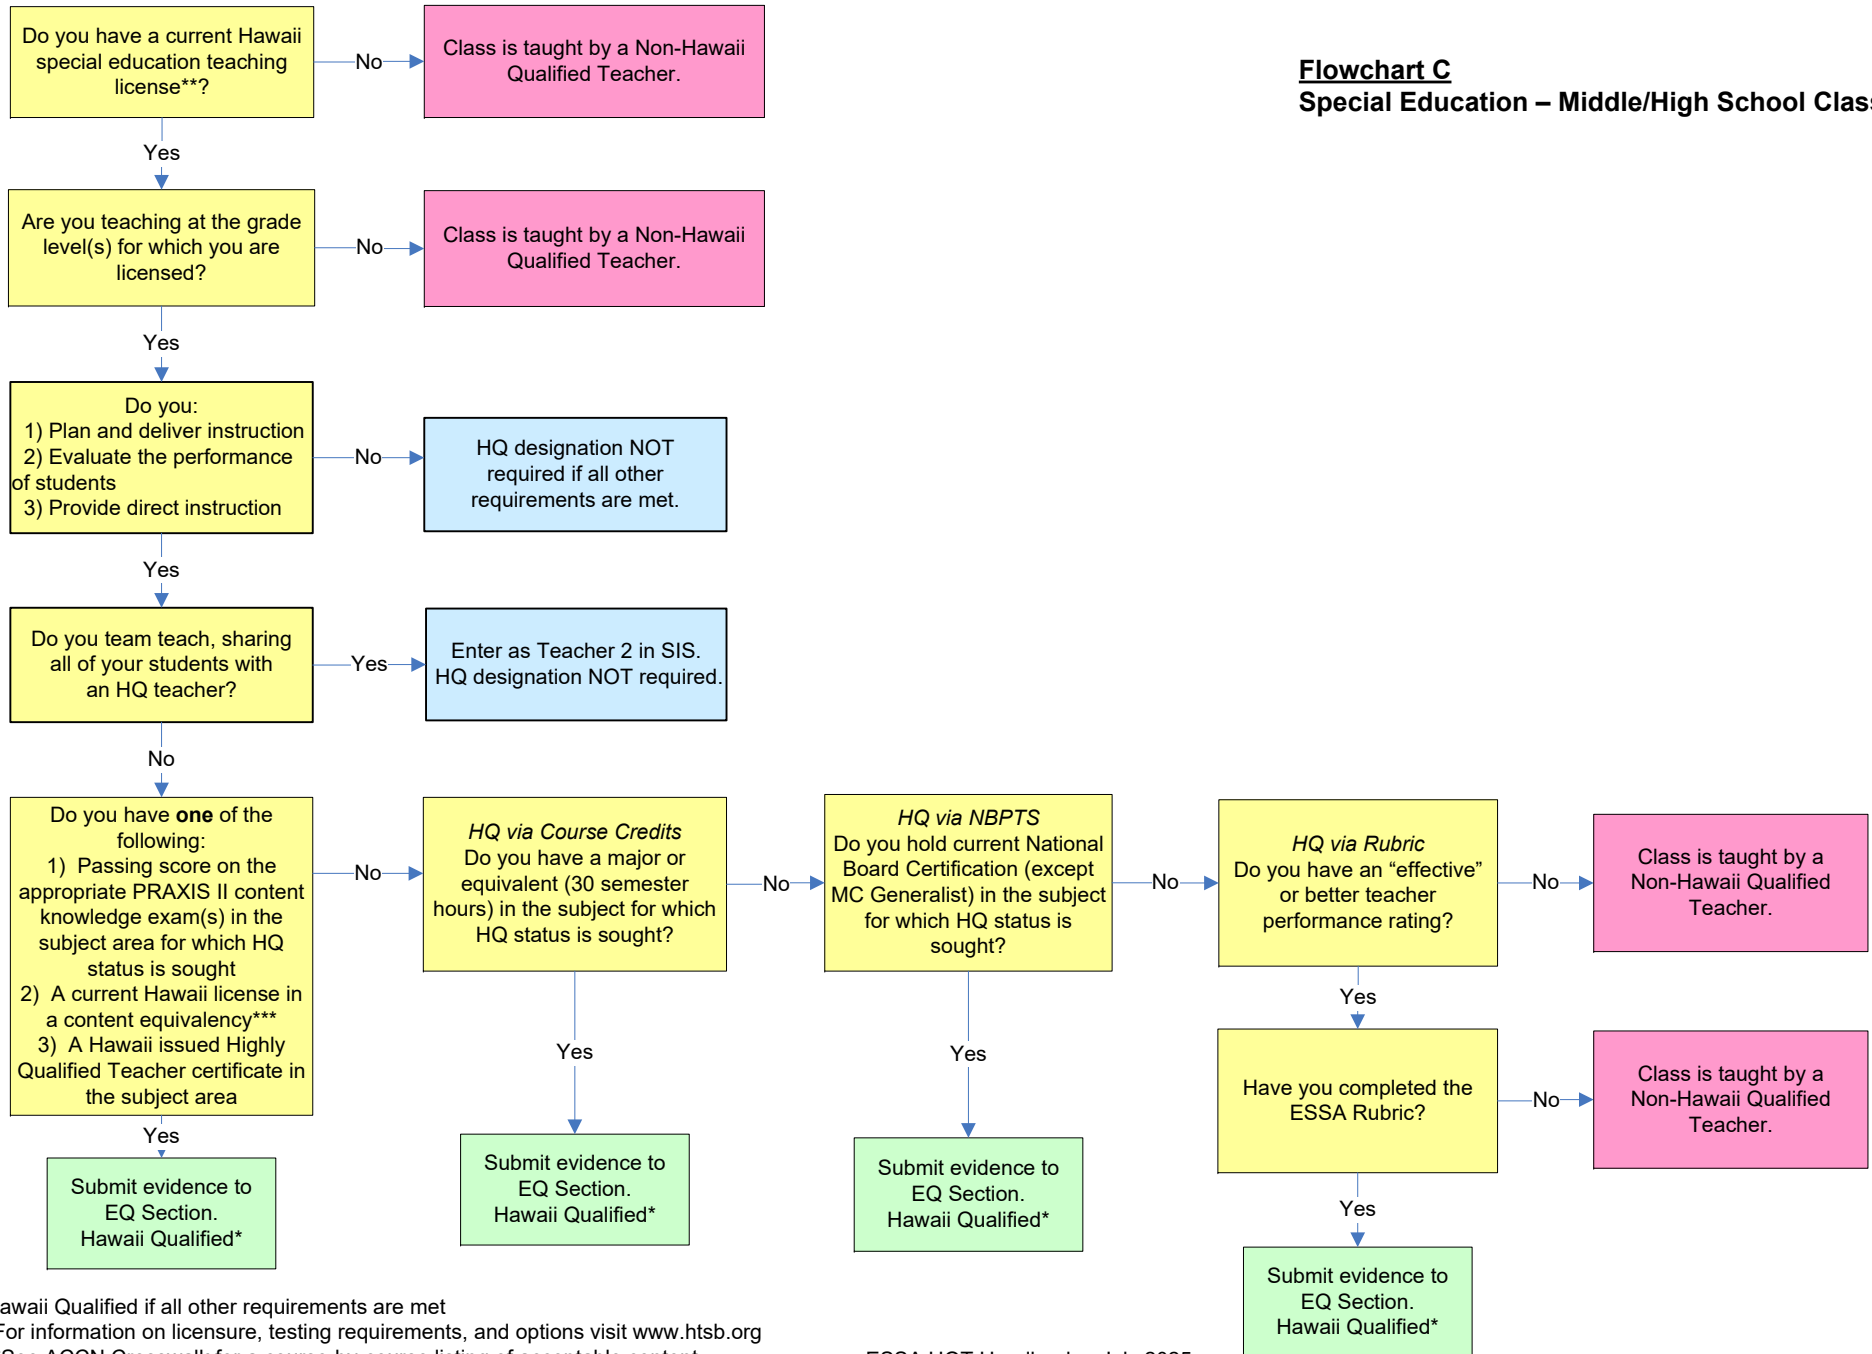 Flowchart C
Special Education – Middle/High School
Do you have a current Hawaii
special education teaching
license**?
No
Class is taught by a Non-Hawaii
Qualified Teacher.
Yes
Are you teaching at the grade
level(s) for which you are
licensed?
No
Class is taught by a Non-Hawaii
Qualified Teacher.
Yes
Do you:
1) Plan and deliver instruction
2) Evaluate the performance
of students
3) Provide direct instruction
No
HQ designation NOT
required if all other
requirements are met.
Yes
Do you team teach, sharing
all of your students with
an HQ teacher?
Yes
Enter as Teacher 2 in SIS.
HQ designation NOT required.
No
Do you have one of the
following:
1) Passing score on the
appropriate PRAXIS II content
knowledge exam(s) in the
subject area for which HQ
status is sought
2) A current Hawaii license in
a content equivalency***
3) A Hawaii issued Highly
Qualified Teacher certificate in
the subject area
No
HQ via Course Credits
Do you have a major or
equivalent (30 semester
hours) in the subject for which
HQ status is sought?
No
HQ via NBPTS
Do you hold current National
Board Certification (except
MC Generalist) in the subject
for which HQ status is
sought?
No
HQ via Rubric
Do you have an “effective”
or better teacher
performance rating?
No
Class is taught by a
Non-Hawaii Qualified
Teacher.
Yes
Have you completed the
ESSA Rubric?
No
Class is taught by a
Non-Hawaii Qualified
Teacher.
Yes
Submit evidence to
EQ Section.
Hawaii Qualified*
Yes
Submit evidence to
EQ Section.
Hawaii Qualified*
Yes
Submit evidence to
EQ Section.
Hawaii Qualified*
Yes
Submit evidence to
EQ Section.
Hawaii Qualified*
awaii Qualified if all other requirements are met
For information on licensure, testing requirements, and options visit www.htsb.org